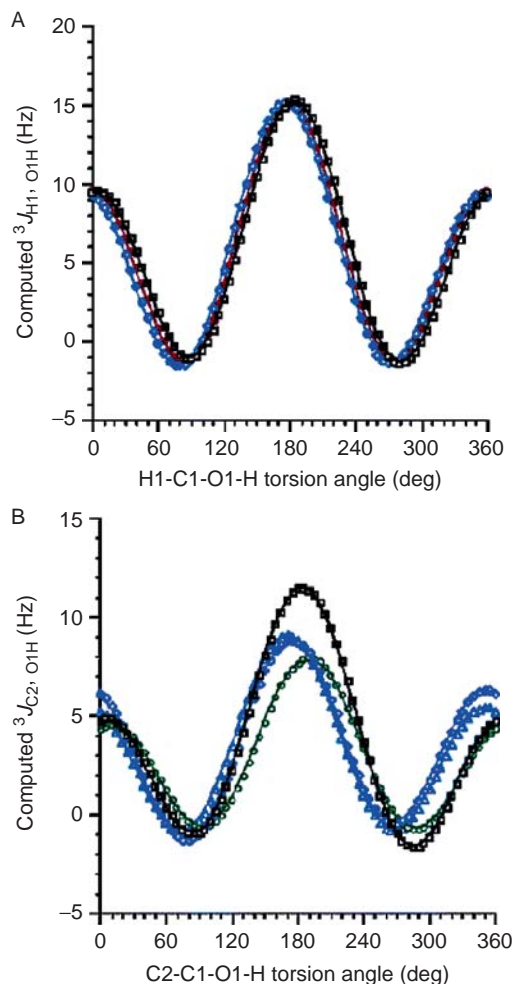 A
Computed ³J_H1, O1H (Hz)
20
15
10
5
0
−5
0 60 120 180 240 300 360
H1-C1-O1-H torsion angle (deg)
B
Computed ³J_C2, O1H (Hz)
15
10
5
0
−5
0 60 120 180 240 300 360
C2-C1-O1-H torsion angle (deg)